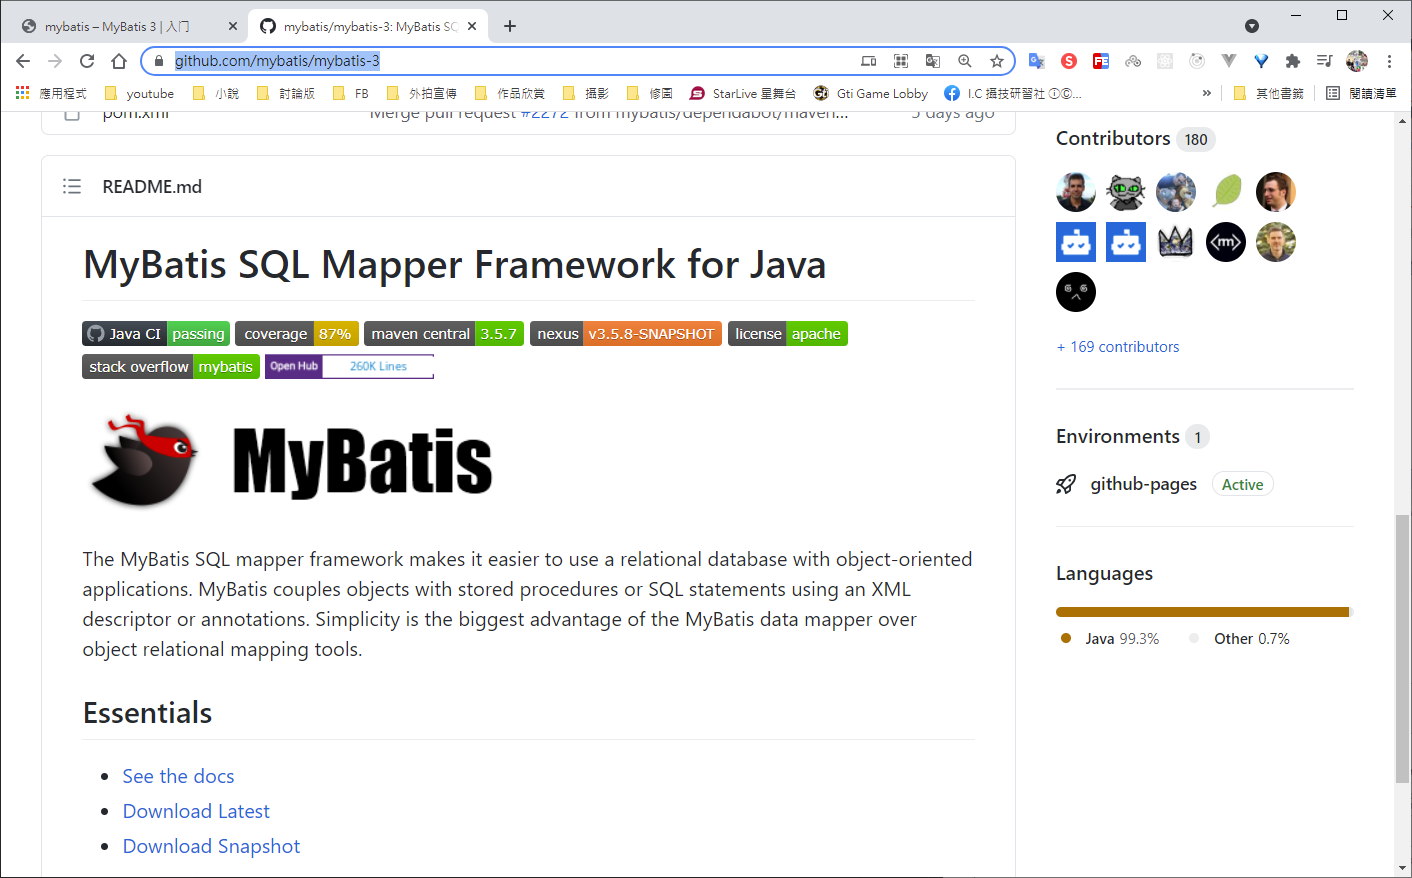 mybatis – MyBatis 3 | 入门
mybatis/mybatis-3: MyBatis SQ
github.com/mybatis/mybatis-3
應用程式
youtube
小說
討論版
FB
外拍宣傳
作品欣賞
攝影
修圖
StarLive 星舞台
Gti Game Lobby
I.C 攝技研習社 ⓘⒸ...
»
其他書籤
閱讀清單
pom.xml
Merge pull request #2272 from mybatis/dependabot/maven…
5 days ago
README.md
MyBatis SQL Mapper Framework for Java
Java CI passing
coverage 87%
maven central 3.5.7
nexus v3.5.8-SNAPSHOT
license apache
stack overflow mybatis
Open Hub 260K Lines
MyBatis
The MyBatis SQL mapper framework makes it easier to use a relational database with object-oriented
applications. MyBatis couples objects with stored procedures or SQL statements using an XML
descriptor or annotations. Simplicity is the biggest advantage of the MyBatis data mapper over
object relational mapping tools.
Essentials
See the docs
Download Latest
Download Snapshot
Contributors 180
+ 169 contributors
Environments 1
github-pages Active
Languages
Java 99.3%
Other 0.7%